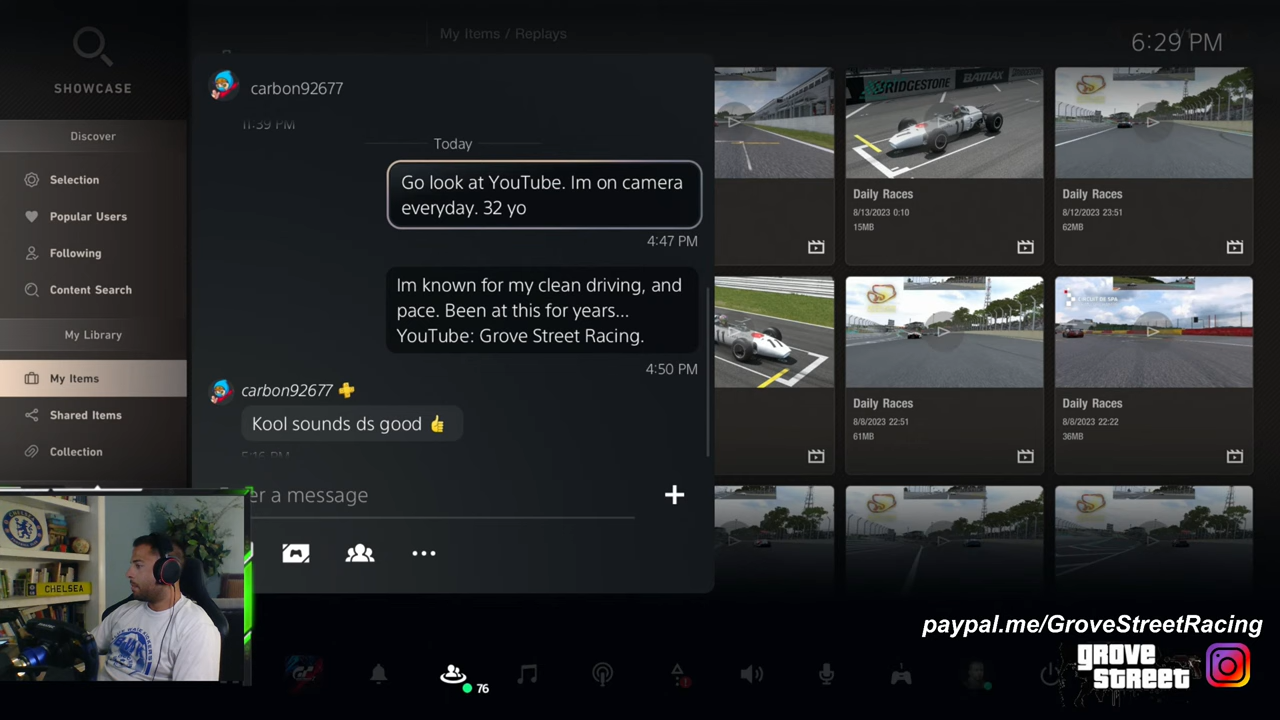 My Items / Replays
6:29 PM
SHOWCASE
Discover
Selection
Popular Users
Following
Content Search
My Library
My Items
Shared Items
Collection
carbon92677
11:39 PM
Today
Go look at YouTube. Im on camera
everyday. 32 yo
4:47 PM
Im known for my clean driving, and
pace. Been at this for years...
YouTube: Grove Street Racing.
4:50 PM
carbon92677
Kool sounds ds good 👍
5:16 PM
er a message
76
BRIDGESTONE
Daily Races
8/13/2023 0:10
15MB
Daily Races
8/12/2023 23:51
62MB
Daily Races
8/8/2023 22:51
61MB
Daily Races
8/8/2023 22:22
36MB
CHELSEA
paypal.me/GroveStreetRacing
grove
street